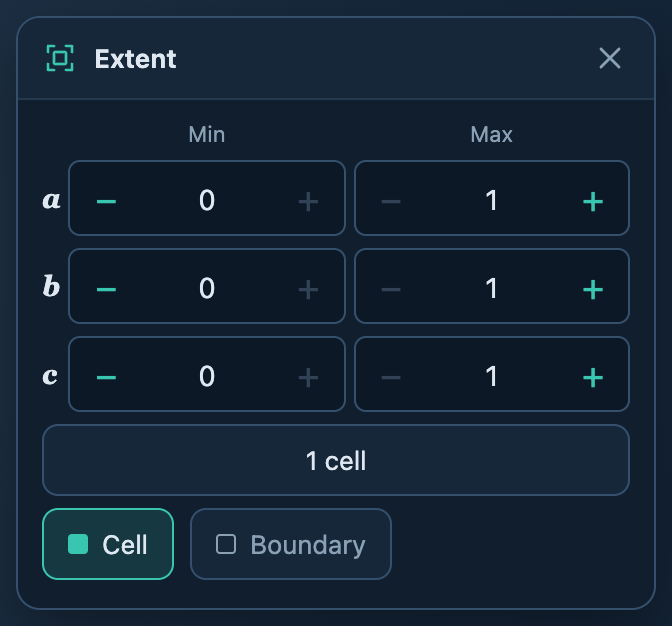 Extent
Min Max
a − 0 + − 1 +
b − 0 + − 1 +
c − 0 + − 1 +
1 cell
Cell Boundary